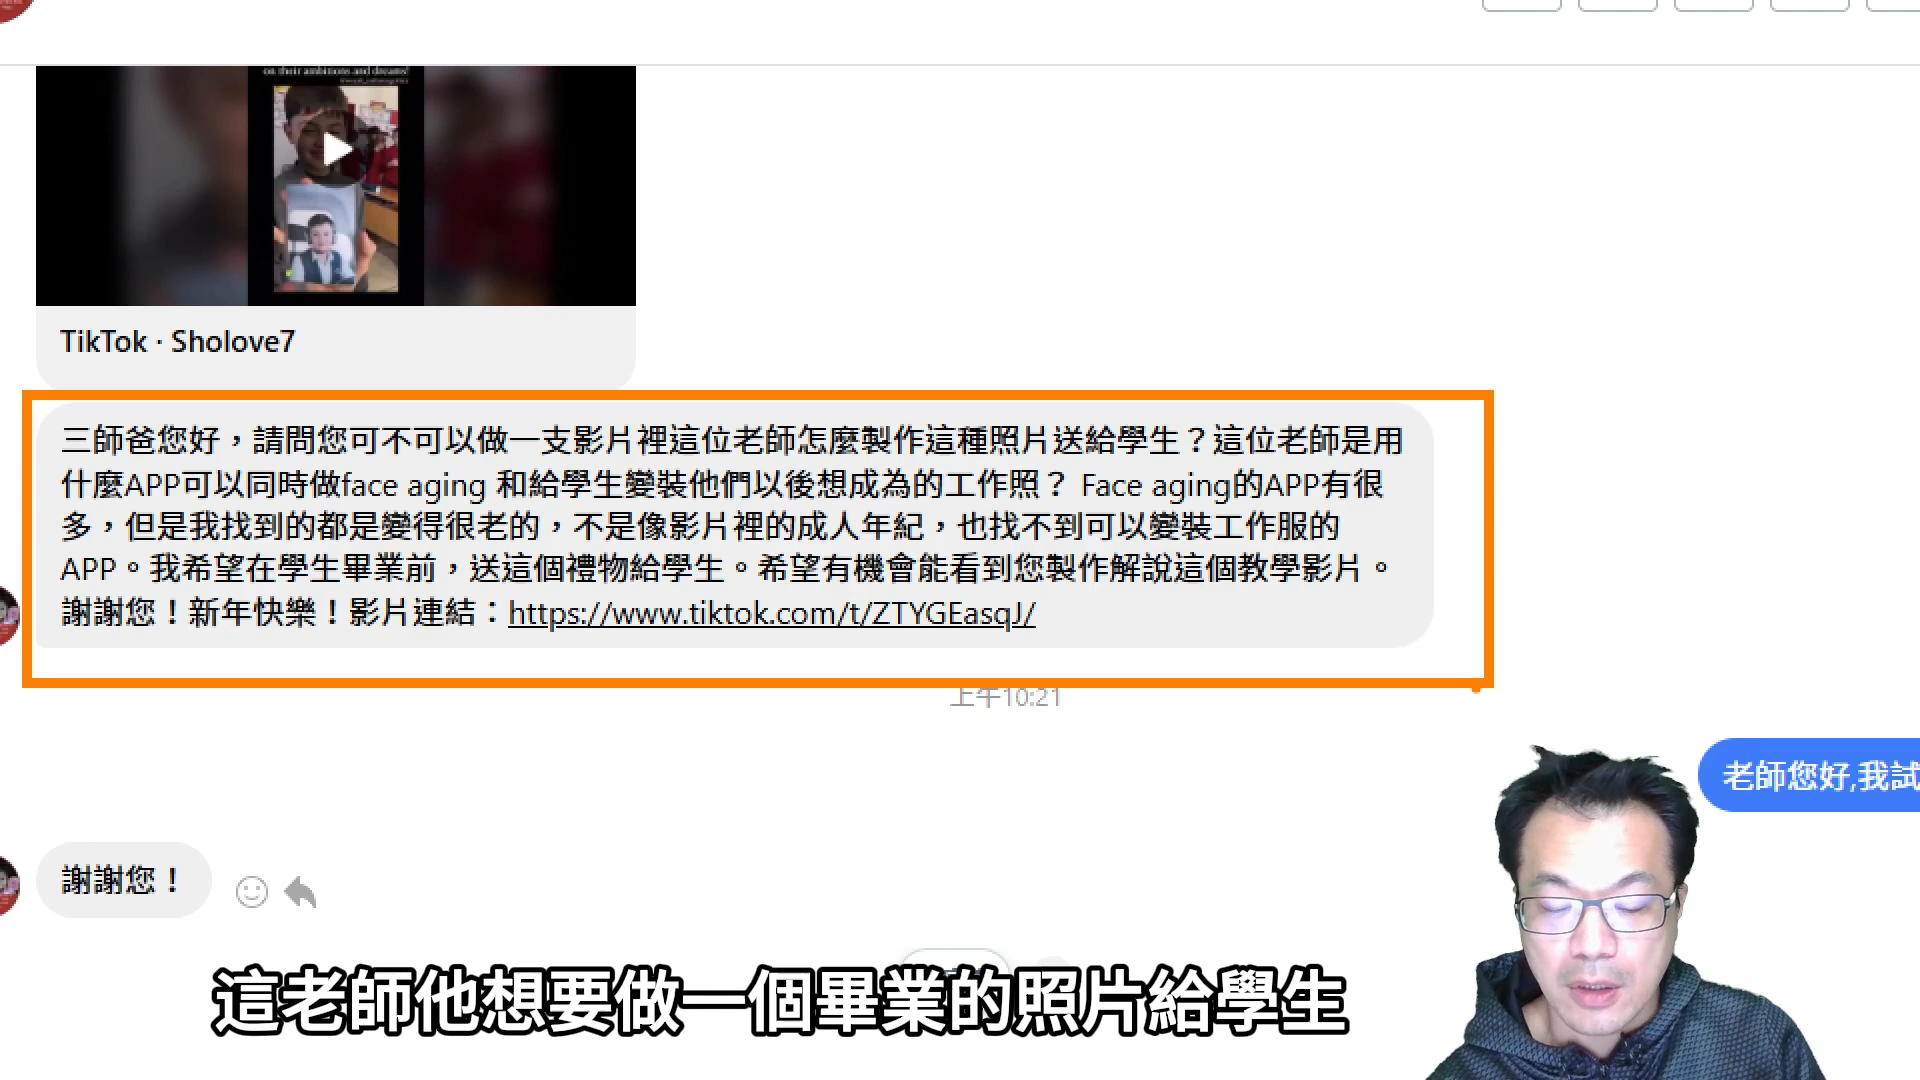 on their ambitions and dreams!
TikTok · Sholove7
三師爸您好，請問您可不可以做一支影片裡這位老師怎麼製作這種照片送給學生？這位老師是用
什麼APP可以同時做face aging 和給學生變裝他們以後想成為的工作照？ Face aging的APP有很
多，但是我找到的都是變得很老的，不是像影片裡的成人年紀，也找不到可以變裝工作服的
APP。我希望在學生畢業前，送這個禮物給學生。希望有機會能看到您製作解說這個教學影片。
謝謝您！新年快樂！影片連結：https://www.tiktok.com/t/ZTYGEasqJ/
上午10:21
老師您好,我試
謝謝您！
這老師他想要做一個畢業的照片給學生